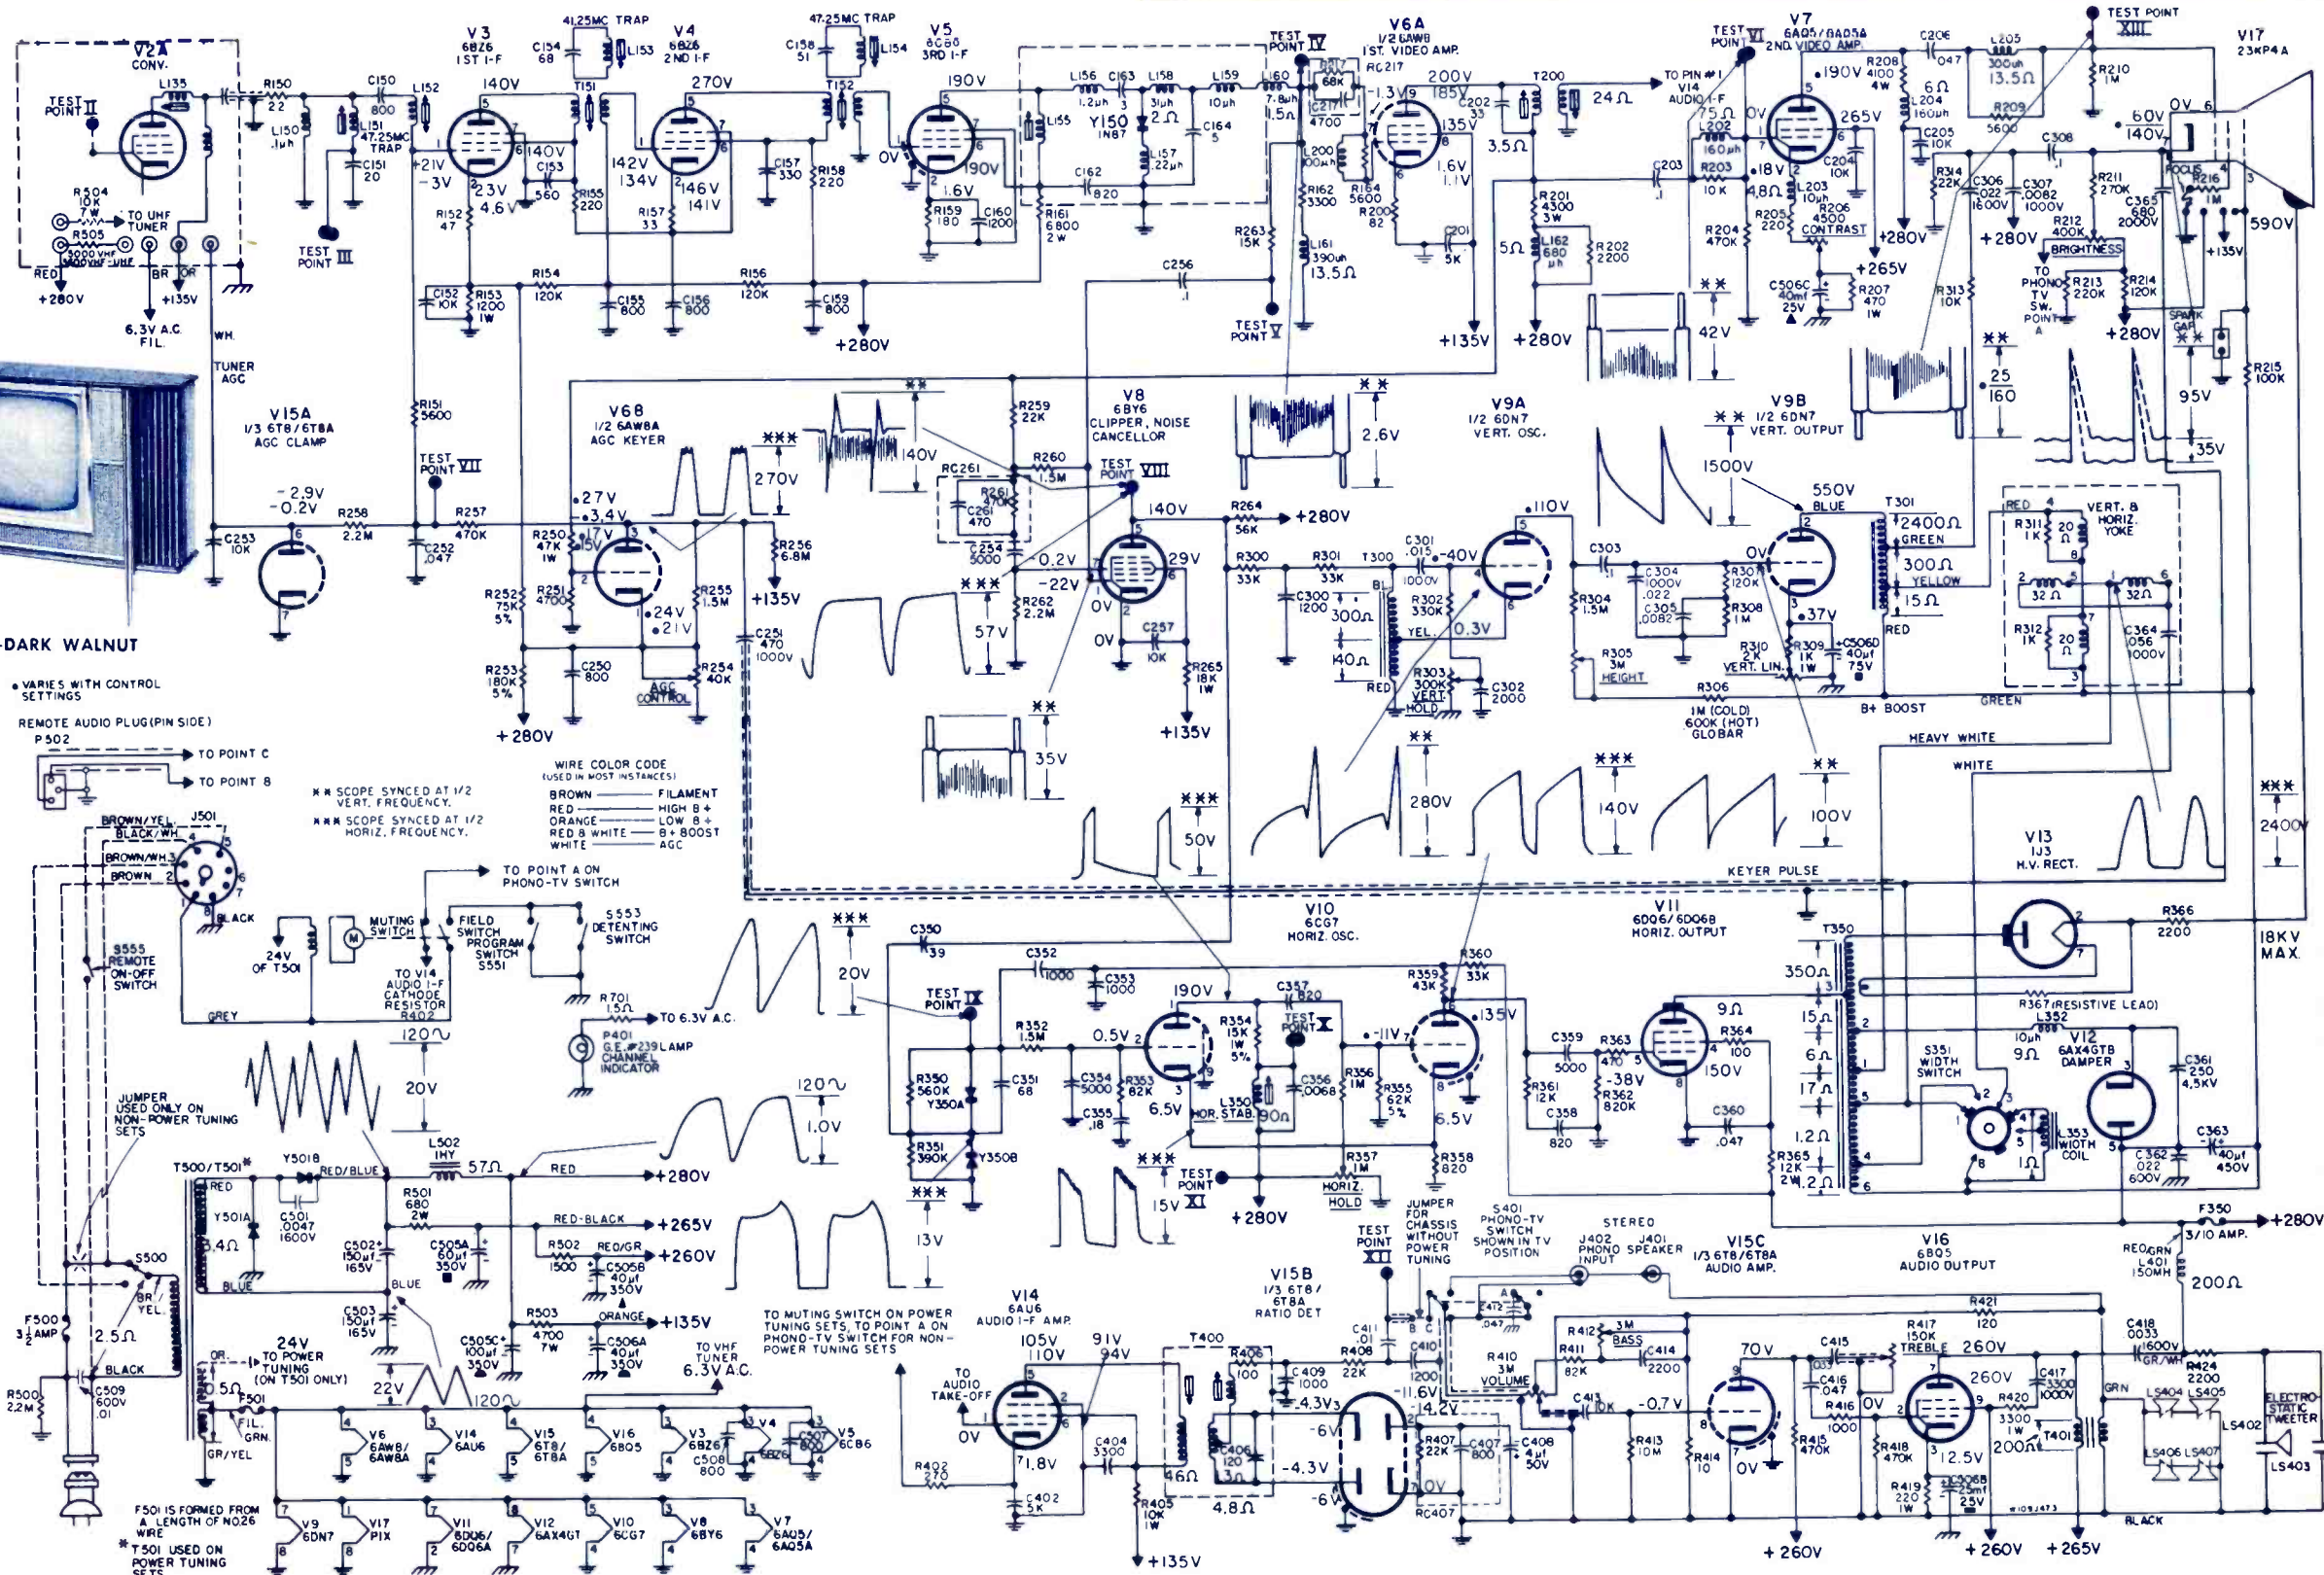 V2A
CONV.
L135
TEST
POINT II
R504
10K
7W
TO UHF
TUNER
R505
RED
BR
OR
+280V
+135V
6.3V A.C.
FIL.
WH.
TUNER
AGC
R150
22
L150
.1µh
C150
800
L151
47.25MC
TRAP
C151
20
TEST
POINT III
L152
V3
6BZ6
1ST I-F
140V
+21V
-3V
140V
23V
4.6V
R152
47
C153
560
R155
220
41.25MC TRAP
C154
68
L153
T151
V4
6BZ6
2ND I-F
270V
142V
134V
146V
141V
R157
33
C157
330
R158
220
47.25MC TRAP
C158
51
L154
T152
V5
3RD I-F
190V
0V
190V
1.6V
R159
180
C160
1200
C152
10K
R153
1200
1W
R154
120K
C155
800
C156
800
R156
120K
C159
800
+280V
L155
L156
1.2µh
C163
3
L158
31µh
2Ω
L159
10µh
L160
7.8µh
1.5Ω
Y150
1N87
L157
.22µh
C164
5
C162
820
R161
6800
2W
C256
.1
R263
15K
TEST
POINT IV
TEST
POINT V
R162
3300
L161
390uh
13.5Ω
RC217
68K
C217
4700
L200
R164
5600
R200
82
V6A
1/2 6AW8
1ST. VIDEO AMP.
-1.3V
200V
185V
135V
1.6V
1.1V
C201
5K
+135V
C202
33
T200
24Ω
3.5Ω
TO PIN #1
V14
AUDIO I-F
C203
.1
R201
4300
3W
5Ω
L162
680
µh
R202
2200
+280V
TEST
POINT VI
L202
160µh
R203
10K
R204
470K
V7
6AQ5/6AQ5A
2ND. VIDEO AMP.
•190V
0V
265V
•18V
4.8Ω
L203
10µh
R205
220
R206
4500
CONTRAST
C204
10K
+265V
C506C
40mf
25V
R207
470
1W
R208
4100
4W
6Ω
L204
160µh
C205
10K
C206
.047
L205
300uh
13.5Ω
R209
5600
TEST POINT
XIII
R210
1M
V17
23KP4A
0V
60V
140V
FOCUS
R216
1M
590V
+135V
R314
22K
C306
.022
1600V
C307
.0082
1000V
C308
.1
R211
270K
R212
400K
BRIGHTNESS
C365
680
2000V
+280V
R313
10K
TO
PHONO
TV
SW.
POINT
A
R213
220K
R214
120K
+280V
SPARK
GAP
R215
100K
V15A
1/3 6T8/6T8A
AGC CLAMP
-2.9V
-0.2V
C253
10K
R258
2.2M
TEST
POINT VII
R151
5600
R257
470K
C252
.047
V6B
1/2 6AW8A
AGC KEYER
***
270V
•27V
•3.4V
•17V
•15V
R250
47K
1W
R251
4700
R252
75K
5%
R253
180K
5%
C250
800
24V
•21V
R255
1.5M
R254
40K
AGC
CONTROL
R256
6.8M
+135V
C251
470
1000V
+280V
**
140V
R259
22K
RC261
R261
470K
C261
470
R260
1.5M
C254
5000
R262
2.2M
***
57V
V8
6BY6
CLIPPER, NOISE
CANCELLOR
TEST
POINT VIII
140V
-0.2V
-22V
0V
29V
0V
C257
10K
R265
18K
1W
+135V
R264
56K
+280V
**
2.6V
**
42V
**
25
160
**
95V
35V
R300
33K
R301
33K
C300
1200
T300
300Ω
140Ω
BL
YEL.
RED
C301
.015
1000V
•-40V
R302
330K
R303
300K
VERT.
HOLD
C302
2000
V9A
1/2 6DN7
VERT. OSC.
•110V
0.3V
R304
1.5M
R305
3M
HEIGHT
C303
.1
C304
1000V
.022
C305
.0082
R307
120K
R308
1M
R306
1M (COLD)
600K (HOT)
GLOBAR
**
1500V
V9B
1/2 6DN7
VERT. OUTPUT
550V
BLUE
0V
•37V
R310
2K
VERT. LIN.
R309
1K
1W
C506D
40µf
75V
T301
2400Ω
GREEN
300Ω
YELLOW
15Ω
RED
B+ BOOST
GREEN
VERT. &
HORIZ.
YOKE
RED
R311
1K
20
Ω
32Ω
32Ω
R312
1K
20
Ω
C364
.056
1000V
HEAVY WHITE
WHITE
-DARK WALNUT
• VARIES WITH CONTROL
SETTINGS
REMOTE AUDIO PLUG (PIN SIDE)
P502
TO POINT C
TO POINT B
** SCOPE SYNCED AT 1/2
VERT. FREQUENCY.
*** SCOPE SYNCED AT 1/2
HORIZ. FREQUENCY.
WIRE COLOR CODE
(USED IN MOST INSTANCES)
BROWN FILAMENT
RED HIGH B+
ORANGE LOW B+
RED & WHITE B+ BOOST
WHITE AGC
**
35V
***
50V
**
280V
***
140V
**
100V
***
2400V
KEYER PULSE
BROWN/YEL.
BLACK/WH.
BROWN/WH.
BROWN
J501
BLACK
GREY
S555
REMOTE
ON-OFF
SWITCH
24V
OF T501
TO POINT A ON
PHONO-TV SWITCH
MUTING
SWITCH
FIELD
SWITCH
PROGRAM
SWITCH
S551
S553
DETENTING
SWITCH
TO V14
AUDIO I-F
CATHODE
RESISTOR
R402
R701
1.5Ω
TO 6.3V A.C.
P401
G.E. #239 LAMP
CHANNEL
INDICATOR
120~
20V
***
20V
120~
1.0V
***
13V
***
15V
JUMPER
USED ONLY ON
NON-POWER TUNING
SETS
C350
39
C352
1000
C353
1000
TEST
POINT IX
R350
560K
Y350A
R351
390K
Y350B
C351
68
R352
1.5M
C354
5000
R353
82K
C355
.18
V10
6CG7
HORIZ. OSC.
190V
0.5V
6.5V
R354
15K
1W
5%
C357
820
TEST
POINT X
L350
HOR. STAB.
90Ω
C356
.0068
R356
1M
R355
62K
5%
•-11V
•135V
6.5V
R358
820
R357
1M
HORIZ.
HOLD
TEST
POINT XI
+280V
R359
43K
R360
33K
C359
5000
R361
12K
C358
820
R363
470
-38V
R362
820K
V11
6DQ6/6DQ6B
HORIZ. OUTPUT
9Ω
R364
100
150V
C360
.047
R365
12K
2W
T350
350Ω
15Ω
6Ω
17Ω
1.2Ω
1.2Ω
V13
1J3
H.V. RECT.
R366
2200
18KV
MAX.
R367 (RESISTIVE LEAD)
L352
10µh
9Ω
V12
6AX4GTB
DAMPER
S351
WIDTH
SWITCH
L353
WIDTH
COIL
1Ω
C361
250
4.5KV
C362
.022
600V
C363
40µf
450V
F350
3/10 AMP.
+280V
T500/T501*
RED
Y501A
3.4Ω
BLUE
Y501B
C501
.0047
1600V
RED/BLUE
L502
1HY
57Ω
RED
+280V
R501
680
2W
C502
150µf
165V
C505A
60µf
350V
RED-BLACK
+265V
R502
1500
RED/GR
+260V
C505B
40µf
350V
C503
150µf
165V
BLUE
R503
4700
7W
ORANGE
+135V
C505C
100µf
350V
C506A
40µf
350V
22V
120~
S500
BR/
YEL.
F500
3½ AMP
2.5Ω
BLACK
R500
2.2M
C509
600V
.01
24V
TO POWER
TUNING
(ON T501 ONLY)
OR.
0.5Ω
F501
FIL.
GRN.
GR/YEL
TO VHF
TUNER
6.3V A.C.
V6
6AW8/
6AW8A
V14
6AU6
V15
6T8/
6T8A
V16
6BQ5
V3
6BZ6
C508
800
V4
6BZ6
C507
800
V5
6CB6
V9
6DN7
V17
PIX
V11
6DQ6/
6DQ6A
V12
6AX4GT
V10
6CG7
V8
6BY6
V7
6AQ5/
6AQ5A
F501 IS FORMED FROM
A LENGTH OF NO.26
WIRE
* T501 USED ON
POWER TUNING
SETS
TO MUTING SWITCH ON POWER
TUNING SETS, TO POINT A ON
PHONO-TV SWITCH FOR NON-
POWER TUNING SETS
V14
6AU6
AUDIO I-F AMP.
105V
110V
91V
94V
TO
AUDIO
TAKE-OFF
0V
1.8V
R402
270
C402
5K
C404
3300
R405
10K
1W
+135V
T400
46Ω
C406
120
.3Ω
4.8Ω
R406
100
C409
1000
R408
22K
V15B
1/3 6T8/
6T8A
RATIO DET
-4.3V
-6V
-4.3V
-6V
TEST
POINT
XII
C411
.01
C410
1200
-11.6V
-14.2V
R407
22K
C407
800
RC407
0V
C408
4µf
50V
JUMPER
FOR
CHASSIS
WITHOUT
POWER
TUNING
S401
PHONO-TV
SWITCH
SHOWN IN TV
POSITION
STEREO
J402
PHONO
INPUT
J401
SPEAKER
C412
.047
R410
3M
VOLUME
R412
3M
BASS
R411
82K
C414
2200
C413
10K
-0.7V
R413
10M
R414
10
V15C
1/3 6T8/6T8A
AUDIO AMP.
70V
0V
R415
470K
+260V
C415
C416
.047
R416
1000
R417
150K
TREBLE
0V
R418
470K
V16
6BQ5
AUDIO OUTPUT
260V
260V
12.5V
R419
220
1W
C506B
25mf
25V
R420
3300
1W
C417
3300
1000V
200Ω
T401
+260V
+265V
R421
120
RED/GRN
L401
150MH
200Ω
C418
.0033
1600V
GR/WH
R424
2200
GRN
LS404
LS405
LS406
LS407
LS402
ELECTRO-
STATIC
TWEETER
LS403
BLACK
W109J473